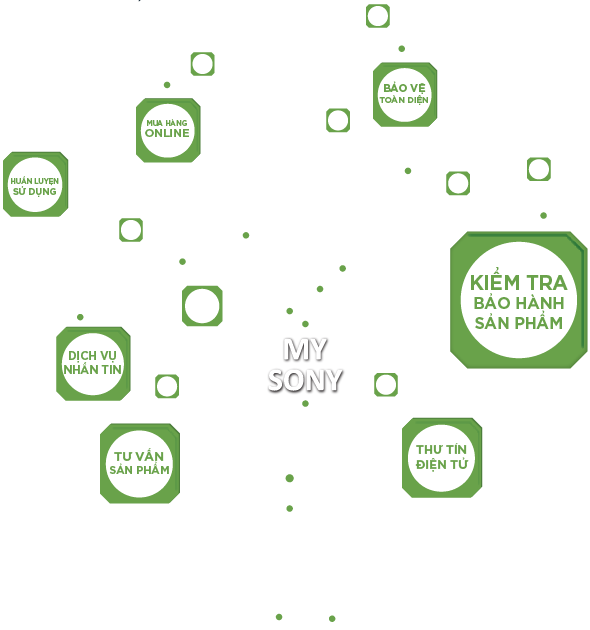 BẢO VỆ
TOÀN DIỆN
MUA HÀNG
ONLINE
HUẤN LUYỆN
SỬ DỤNG
KIỂM TRA
BẢO HÀNH
SẢN PHẨM
MY
SONY
DỊCH VỤ
NHẮN TIN
TƯ VẤN
SẢN PHẨM
THƯ TÍN
ĐIỆN TỬ